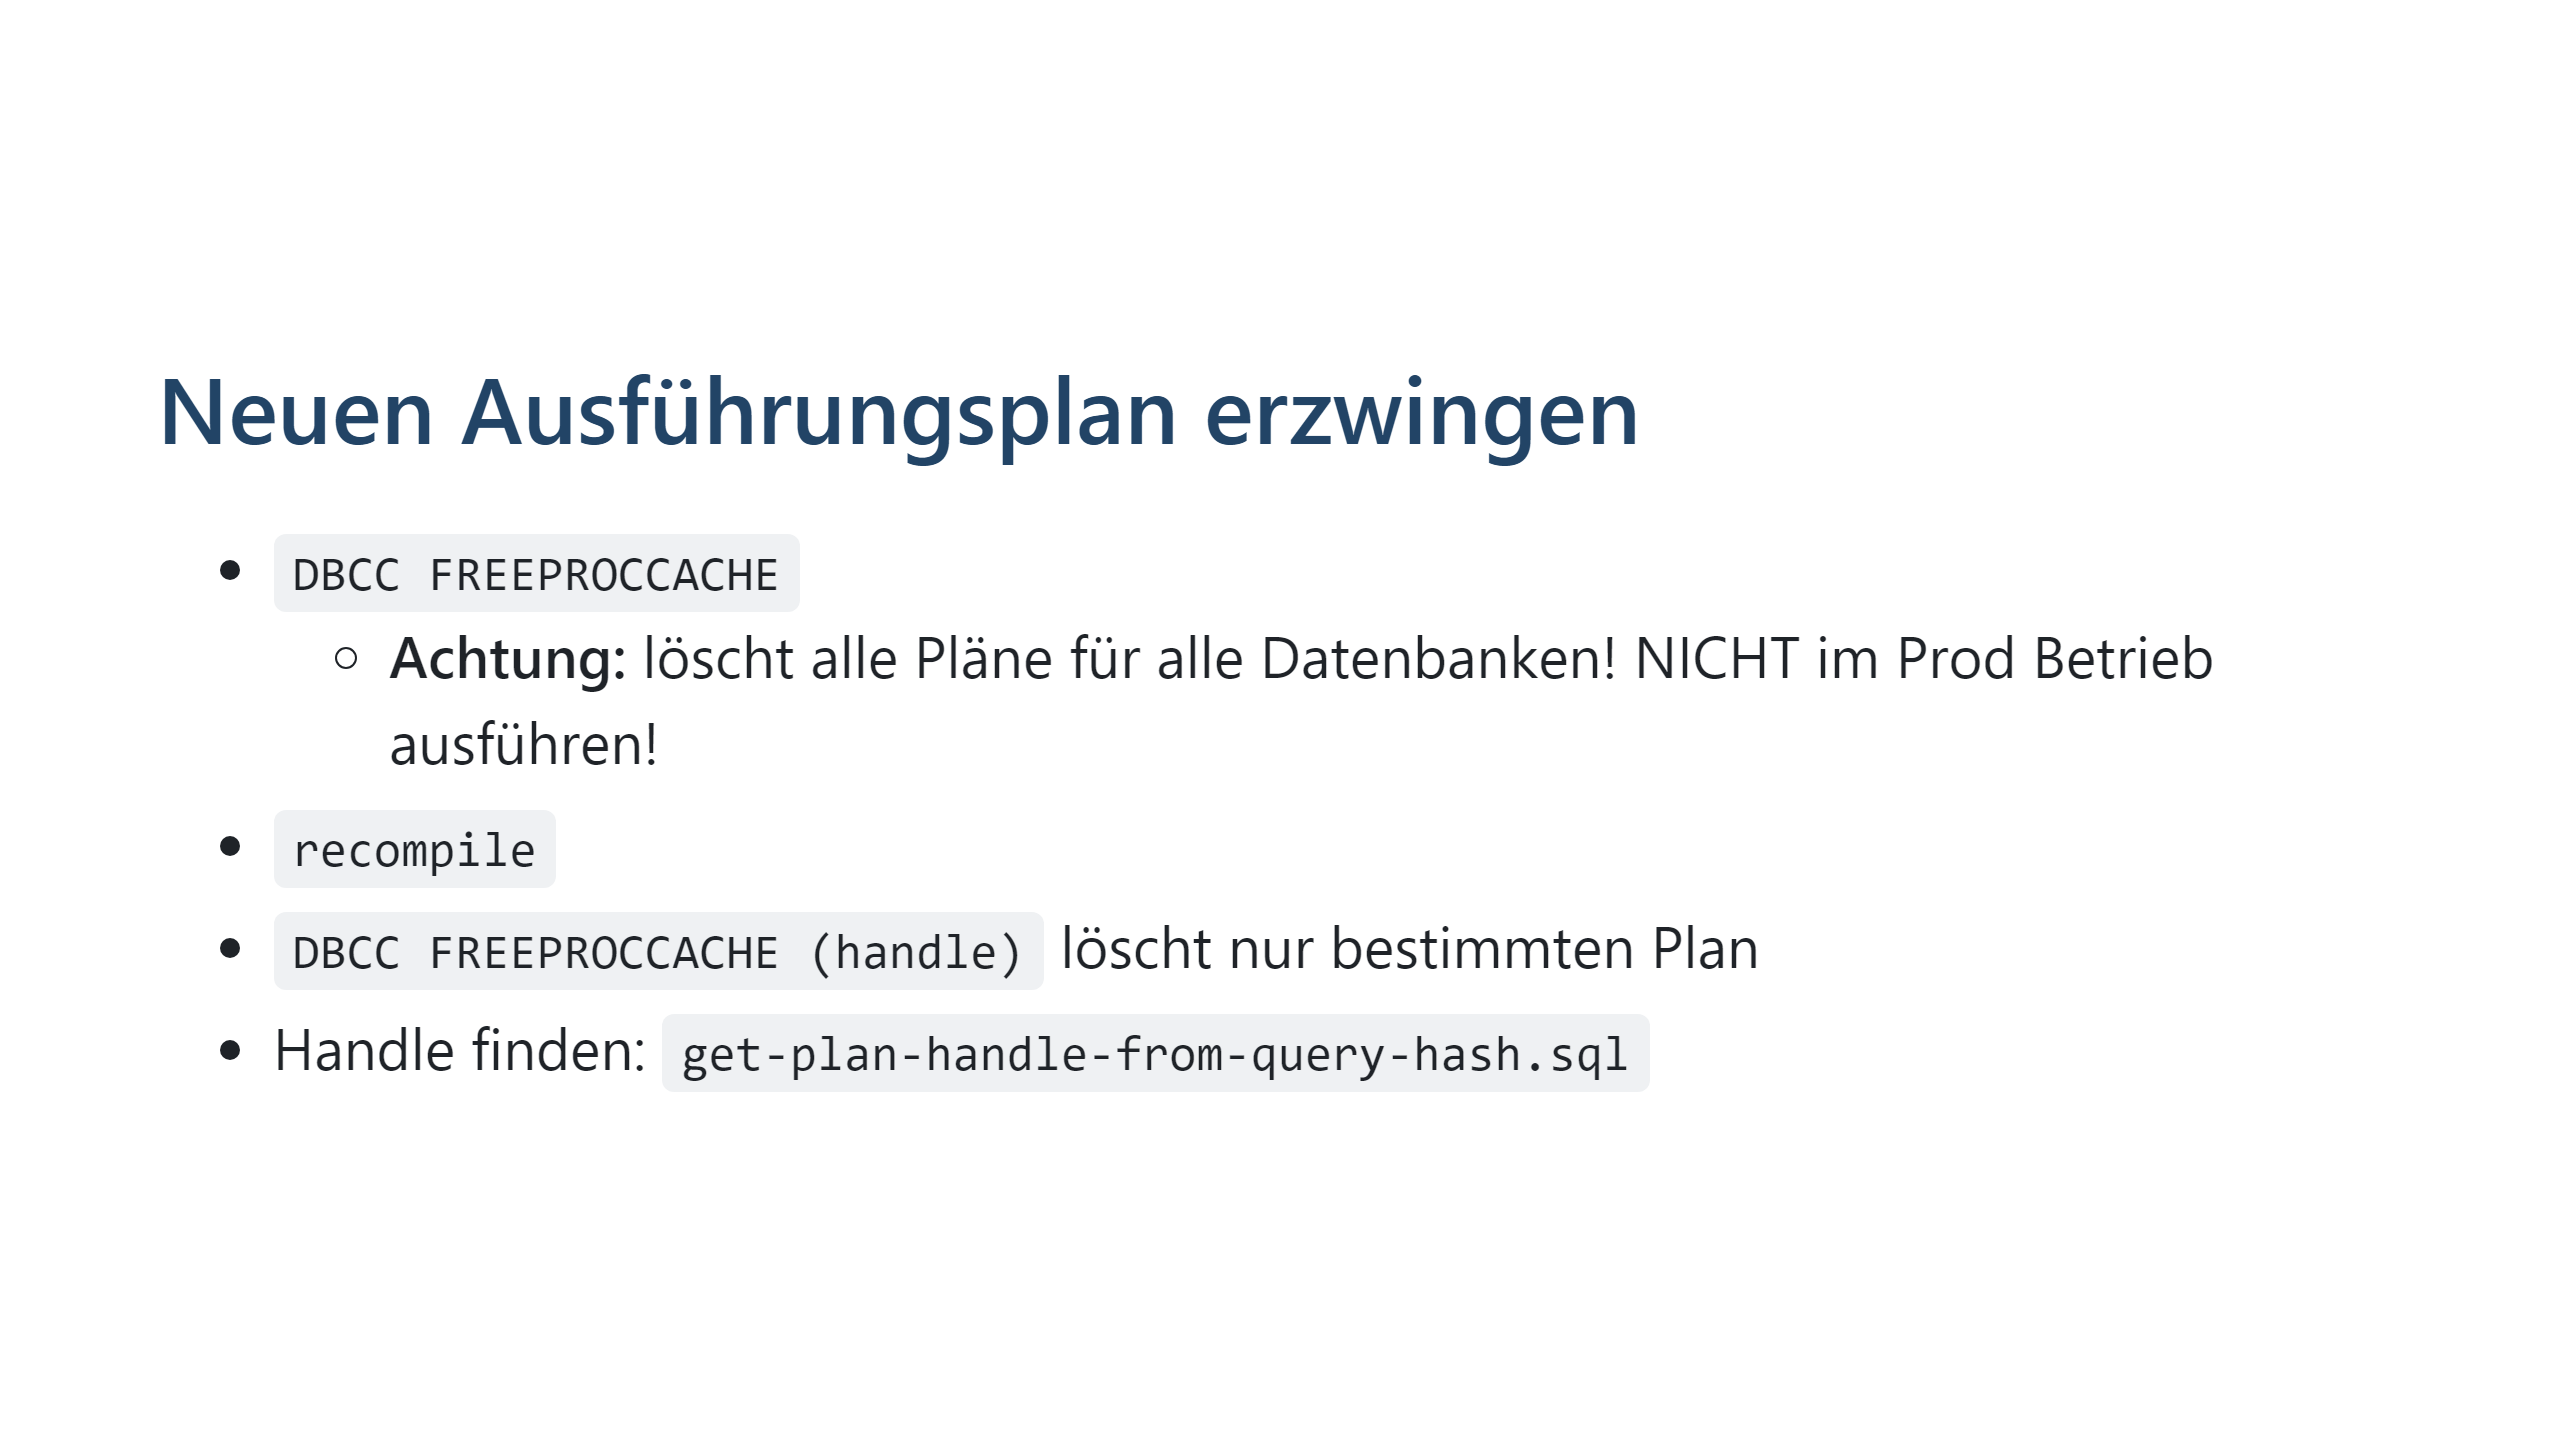 Neuen Ausführungsplan erzwingen
DBCC FREEPROCCACHE
Achtung: löscht alle Pläne für alle Datenbanken! NICHT im Prod Betrieb
ausführen!
recompile
DBCC FREEPROCCACHE (handle) löscht nur bestimmten Plan
Handle finden: get-plan-handle-from-query-hash.sql